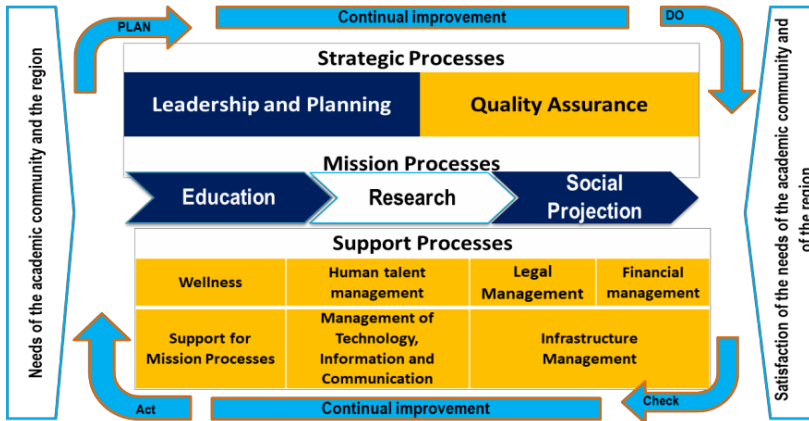 Continual improvement
PLAN
DO
Needs of the academic community and the region
Strategic Processes
Leadership and Planning
Quality Assurance
Mission Processes
Education
Research
Social
Projection
Support Processes
Wellness
Human talent
management
Legal
Management
Financial
management
Support for
Mission Processes
Management of
Technology,
Information and
Communication
Infrastructure
Management
Satisfaction of the needs of the academic community and
of the region
Act
Continual improvement
Check